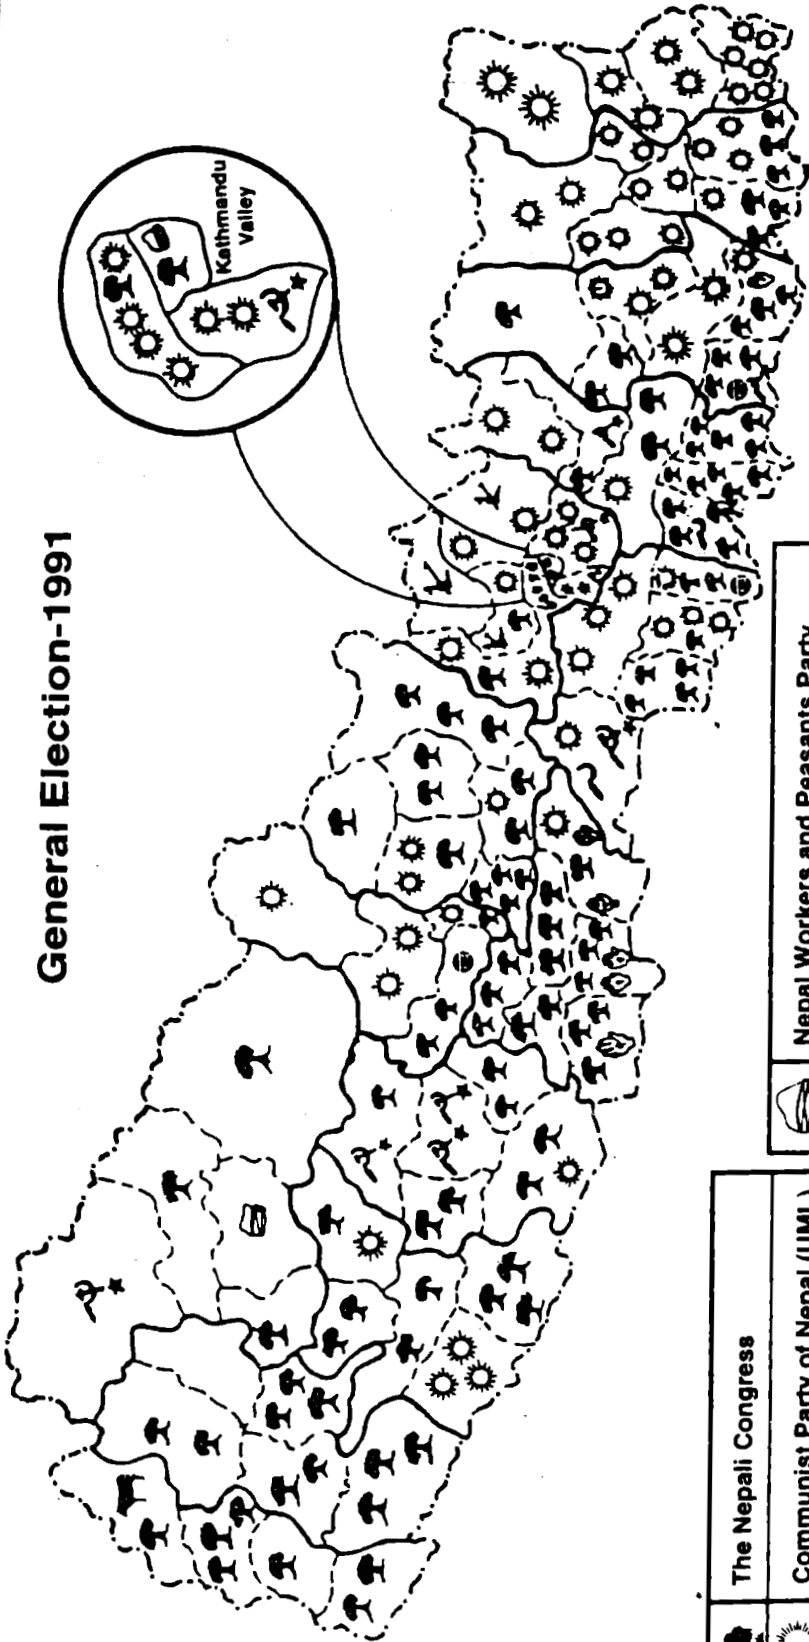 General Election-1991
Kathmandu
Valley
The Nepali Congress
Communist Party of Nepal (UML)
Nepal Workers and Peasants Party